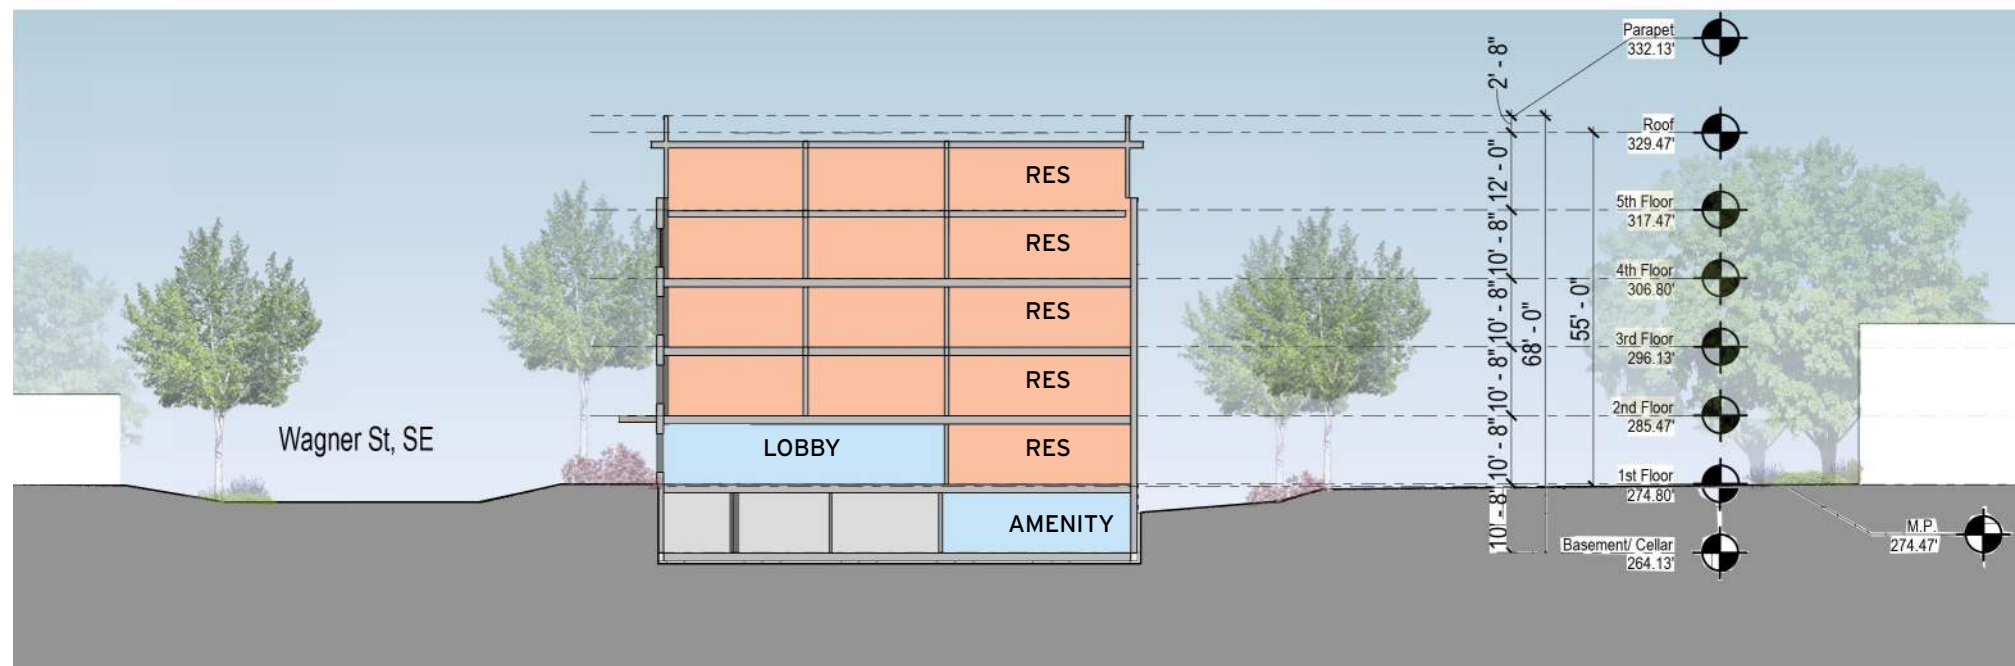 Parapet
332.13'
2' - 8"
Roof
329.47'
12' - 0"
RES
5th Floor
317.47'
10' - 8"
RES
4th Floor
306.80'
10' - 8"
RES
68' - 0"
55' - 0"
3rd Floor
296.13'
10' - 8"
RES
2nd Floor
285.47'
10' - 8"
Wagner St, SE
LOBBY
RES
1st Floor
274.80'
10' - 8"
AMENITY
M.P.
274.47'
Basement/ Cellar
264.13'